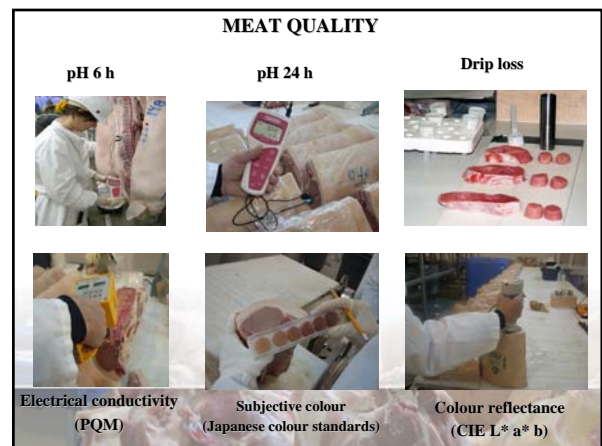 MEAT QUALITY
pH 6 h
pH 24 h
Drip loss
Electrical conductivity
(PQM)
Subjective colour
(Japanese colour standards)
Colour reflectance
(CIE L* a* b)